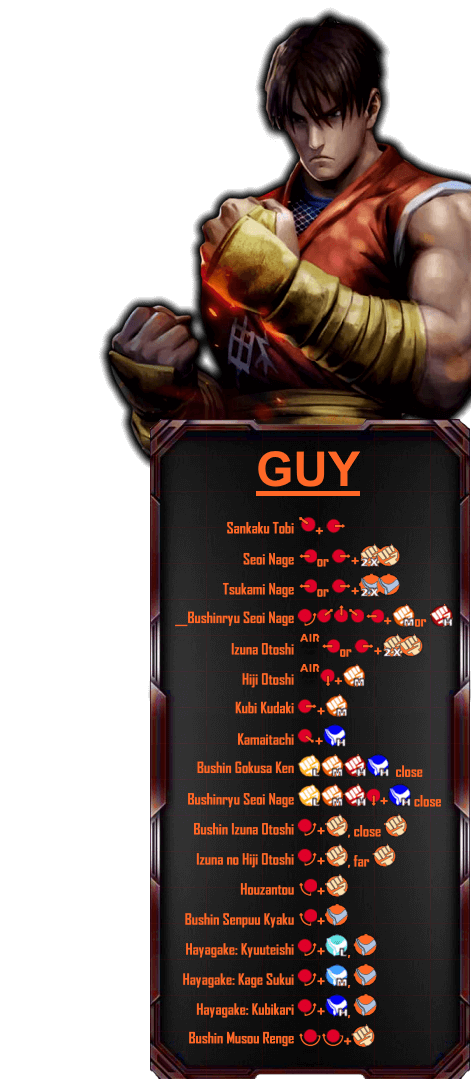 GUY
Sankaku Tobi +
Seoi Nage or + 2X
Tsukami Nage or + 2X
__Bushinryu Seoi Nage + M or H
Izuna Otoshi AIR or + 2X
Hiji Otoshi AIR + M
Kubi Kudaki + M
Kamaitachi + H
Bushin Gokusa Ken L M H H close
Bushinryu Seoi Nage L M H + H close
Bushin Izuna Otoshi + , close
Izuna no Hiji Otoshi + , far
Houzantou +
Bushin Senpuu Kyaku +
Hayagake: Kyuuteishi + L,
Hayagake: Kage Sukui + M,
Hayagake: Kubikari + H,
Bushin Musou Renge +